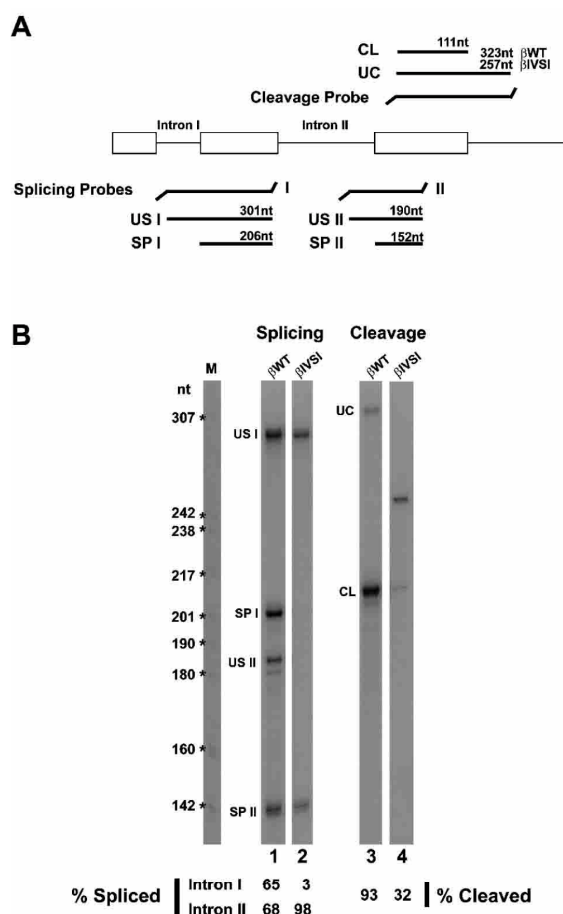 A
CL 111nt 323nt βWT
UC 257nt βIVSI
Cleavage Probe
Intron I Intron II
Splicing Probes I II
US I 301nt US II 190nt
SP I 206nt SP II 152nt
B
Splicing Cleavage
M βWT βIVSI βWT βIVSI
nt
307*
UC
US I
242*
238*
217*
CL
201*
SP I
190*
US II
180*
160*
142*
SP II
1 2 3 4
% Spliced Intron I 65 3 93 32 % Cleaved
Intron II 68 98